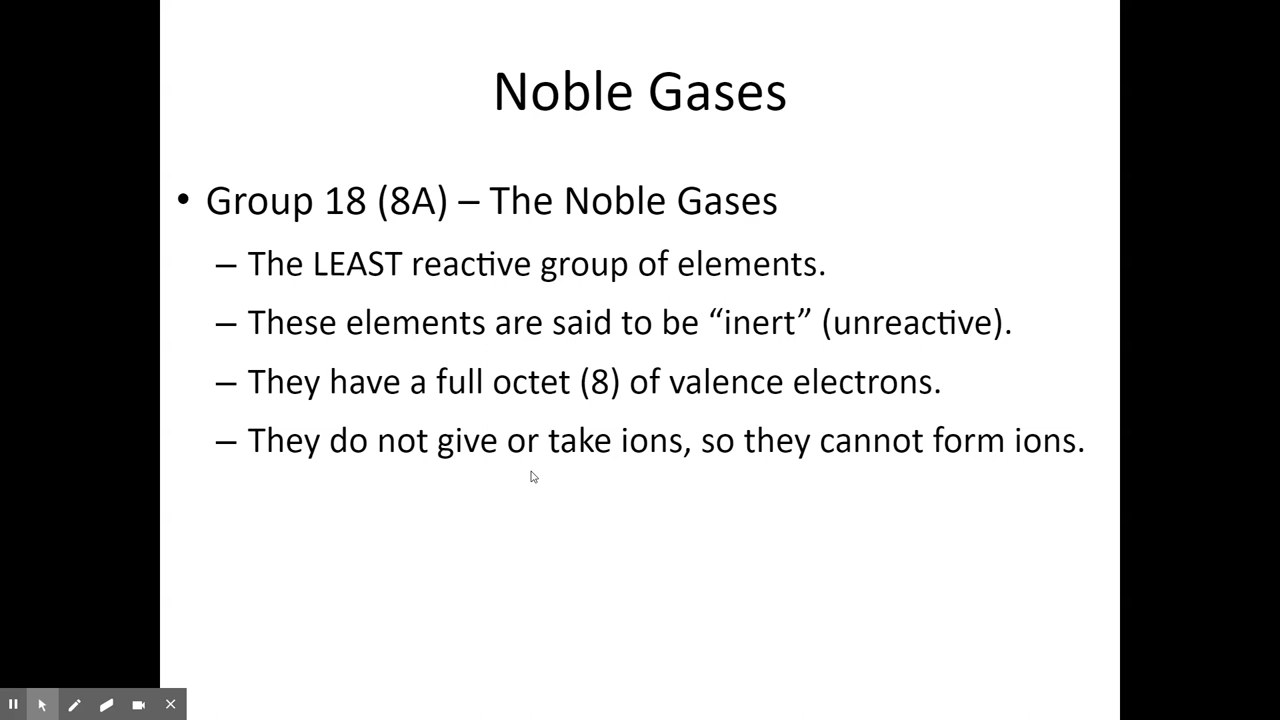 Noble Gases
• Group 18 (8A) – The Noble Gases
– The LEAST reactive group of elements.
– These elements are said to be “inert” (unreactive).
– They have a full octet (8) of valence electrons.
– They do not give or take ions, so they cannot form ions.